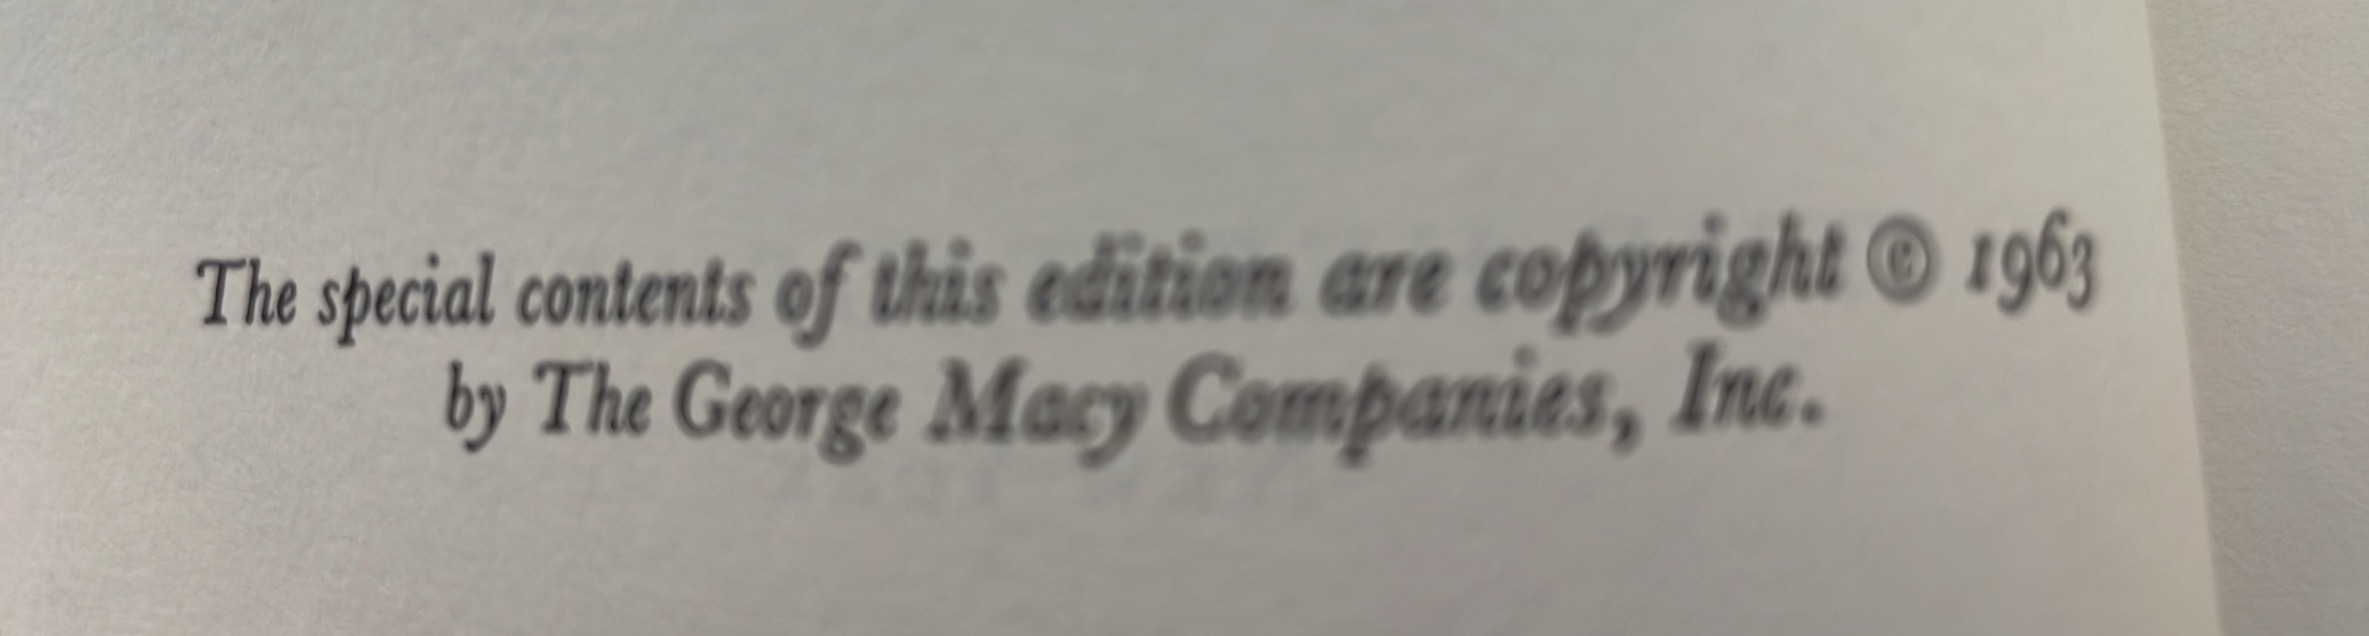 The special contents of this edition are copyright © 1963
by The George Macy Companies, Inc.